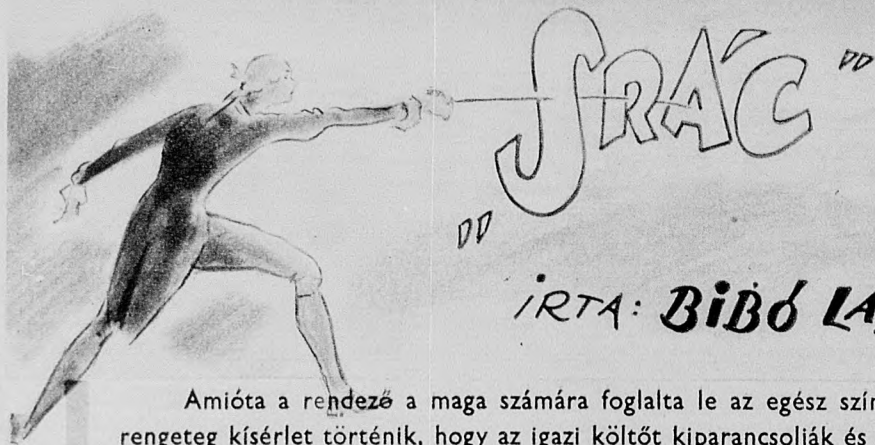 „SRÁC”
ÍRTA: BIBÓ
Amióta a rendező a maga számára foglalta le az egész
rengeteg kísérlet történik, hogy az igazi költőt kiparancsolják és